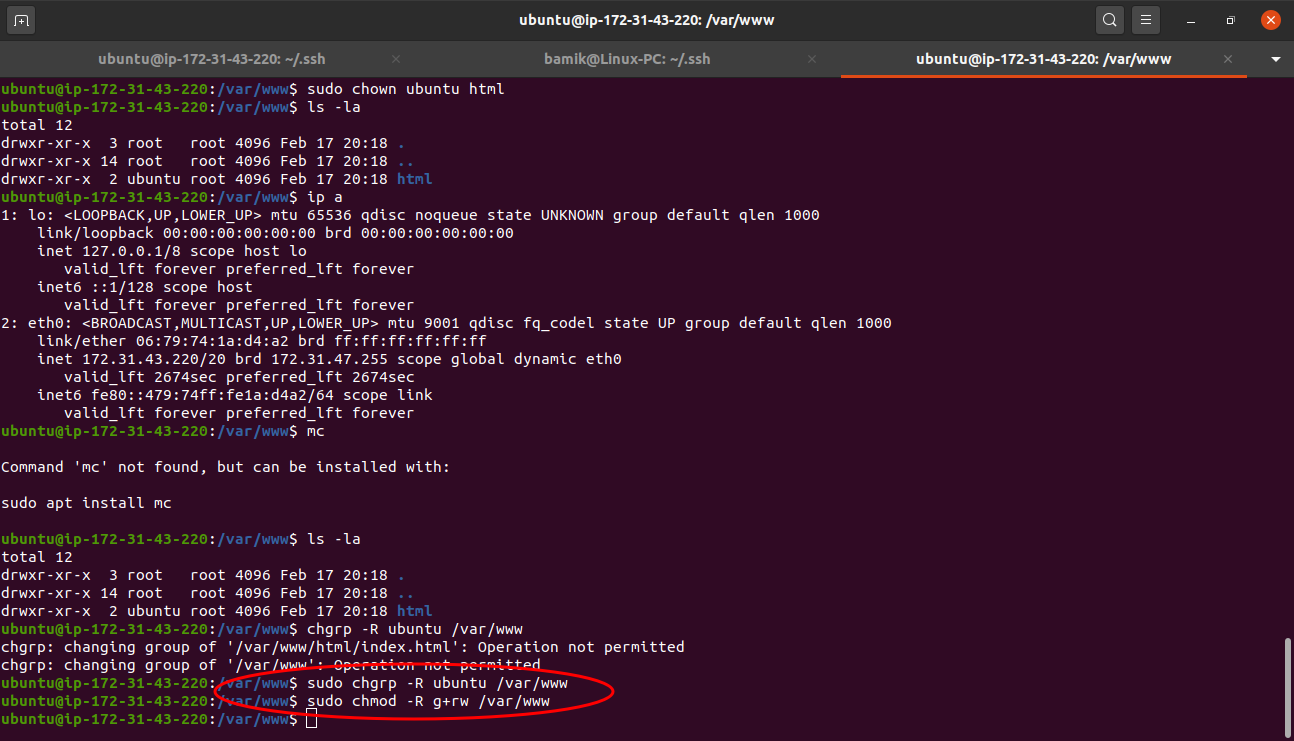 ubuntu@ip-172-31-43-220: /var/www
ubuntu@ip-172-31-43-220: ~/.ssh
bamik@Linux-PC: ~/.ssh
ubuntu@ip-172-31-43-220: /var/www
ubuntu@ip-172-31-43-220:/var/www$ sudo chown ubuntu html
ubuntu@ip-172-31-43-220:/var/www$ ls -la
total 12
drwxr-xr-x  3 root   root 4096 Feb 17 20:18 .
drwxr-xr-x 14 root   root 4096 Feb 17 20:18 ..
drwxr-xr-x  2 ubuntu root 4096 Feb 17 20:18 html
ubuntu@ip-172-31-43-220:/var/www$ ip a
1: lo: <LOOPBACK,UP,LOWER_UP> mtu 65536 qdisc noqueue state UNKNOWN group default qlen 1000
    link/loopback 00:00:00:00:00:00 brd 00:00:00:00:00:00
    inet 127.0.0.1/8 scope host lo
       valid_lft forever preferred_lft forever
    inet6 ::1/128 scope host
       valid_lft forever preferred_lft forever
2: eth0: <BROADCAST,MULTICAST,UP,LOWER_UP> mtu 9001 qdisc fq_codel state UP group default qlen 1000
    link/ether 06:79:74:1a:d4:a2 brd ff:ff:ff:ff:ff:ff
    inet 172.31.43.220/20 brd 172.31.47.255 scope global dynamic eth0
       valid_lft 2674sec preferred_lft 2674sec
    inet6 fe80::479:74ff:fe1a:d4a2/64 scope link
       valid_lft forever preferred_lft forever
ubuntu@ip-172-31-43-220:/var/www$ mc
Command 'mc' not found, but can be installed with:
sudo apt install mc
ubuntu@ip-172-31-43-220:/var/www$ ls -la
total 12
drwxr-xr-x  3 root   root 4096 Feb 17 20:18 .
drwxr-xr-x 14 root   root 4096 Feb 17 20:18 ..
drwxr-xr-x  2 ubuntu root 4096 Feb 17 20:18 html
ubuntu@ip-172-31-43-220:/var/www$ chgrp -R ubuntu /var/www
chgrp: changing group of '/var/www/html/index.html': Operation not permitted
chgrp: changing group of '/var/www': Operation not permitted
ubuntu@ip-172-31-43-220:/var/www$ sudo chgrp -R ubuntu /var/www
ubuntu@ip-172-31-43-220:/var/www$ sudo chmod -R g+rw /var/www
ubuntu@ip-172-31-43-220:/var/www$